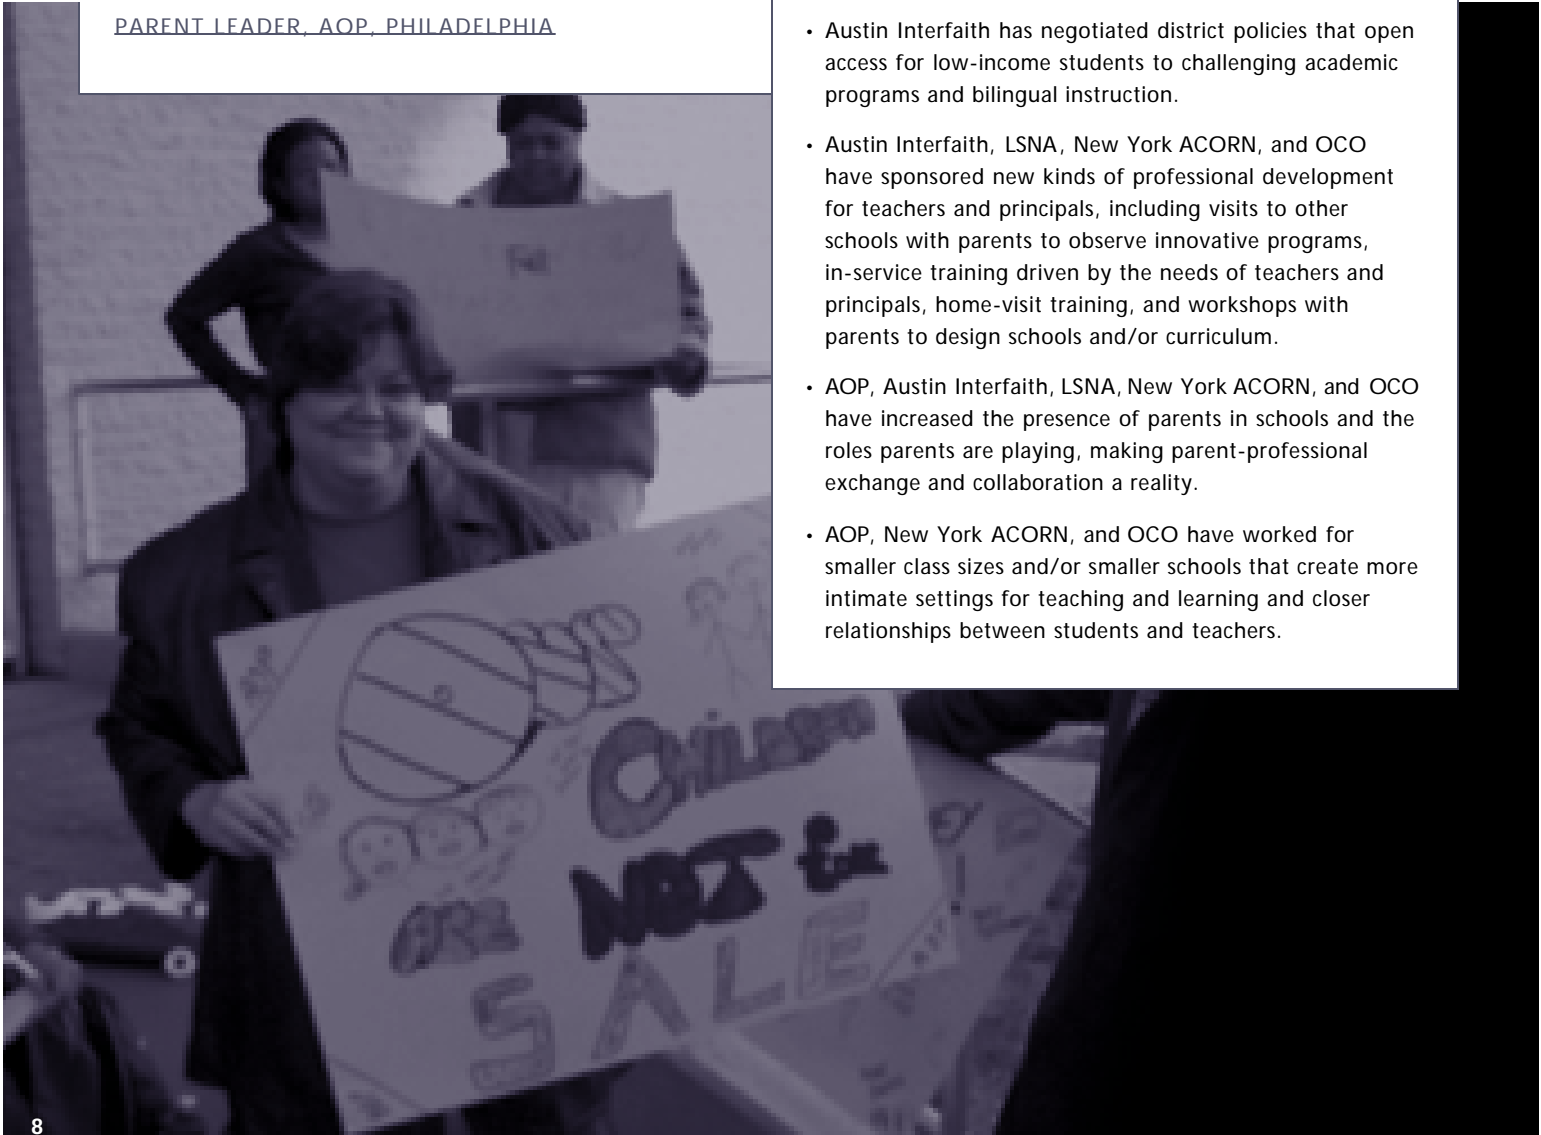 PARENT LEADER, AOP, PHILADELPHIA
• Austin Interfaith has negotiated district policies that open
access for low-income students to challenging academic
programs and bilingual instruction.
• Austin Interfaith, LSNA, New York ACORN, and OCO
have sponsored new kinds of professional development
for teachers and principals, including visits to other
schools with parents to observe innovative programs,
in-service training driven by the needs of teachers and
principals, home-visit training, and workshops with
parents to design schools and/or curriculum.
• AOP, Austin Interfaith, LSNA, New York ACORN, and OCO
have increased the presence of parents in schools and the
roles parents are playing, making parent-professional
exchange and collaboration a reality.
• AOP, New York ACORN, and OCO have worked for
smaller class sizes and/or smaller schools that create more
intimate settings for teaching and learning and closer
relationships between students and teachers.
CHILDREN
ARE NOT for
SALE
8